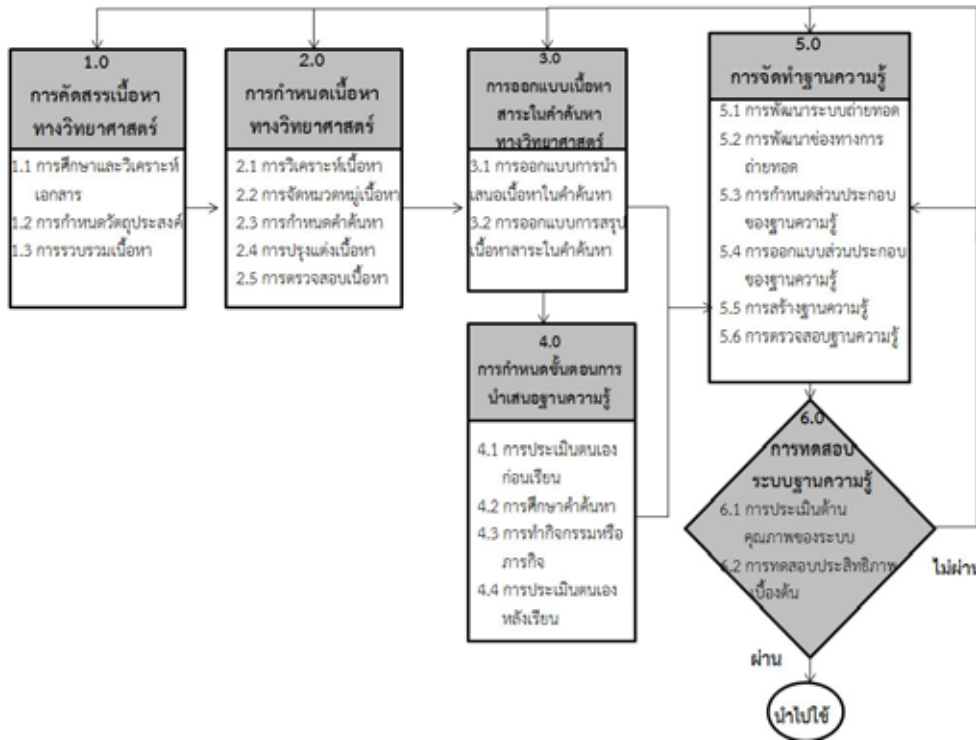 1.0
การคัดสรรเนื้อหา
ทางวิทยาศาสตร์
1.1 การศึกษาและวิเคราะห์
เอกสาร
1.2 การกำหนดวัตถุประสงค์
1.3 การรวบรวมเนื้อหา
2.0
การกำหนดเนื้อหา
ทางวิทยาศาสตร์
2.1 การวิเคราะห์เนื้อหา
2.2 การจัดหมวดหมู่เนื้อหา
2.3 การกำหนดคำค้นหา
2.4 การปรุงแต่งเนื้อหา
2.5 การตรวจสอบเนื้อหา
3.0
การออกแบบเนื้อหา
สาระในคำค้นหา
ทางวิทยาศาสตร์
3.1 การออกแบบการนำ
เสนอเนื้อหาในคำค้นหา
3.2 การออกแบบการสรุป
เนื้อหาสาระในคำค้นหา
4.0
การกำหนดขั้นตอนการ
นำเสนอฐานความรู้
4.1 การประเมินตนเอง
ก่อนเรียน
4.2 การศึกษาคำค้นหา
4.3 การทำกิจกรรมหรือ
ภารกิจ
4.4 การประเมินตนเอง
หลังเรียน
5.0
การจัดทำฐานความรู้
5.1 การพัฒนาระบบถ่ายทอด
5.2 การพัฒนาช่องทางการ
ถ่ายทอด
5.3 การกำหนดส่วนประกอบ
ของฐานความรู้
5.4 การออกแบบส่วนประกอบ
ของฐานความรู้
5.5 การสร้างฐานความรู้
5.6 การตรวจสอบฐานความรู้
6.0
การทดสอบ
ระบบฐานความรู้
6.1 การประเมินด้าน
คุณภาพของระบบ
6.2 การทดสอบประสิทธิภาพ
เบื้องต้น
ไม่ผ่าน
ผ่าน
นำไปใช้